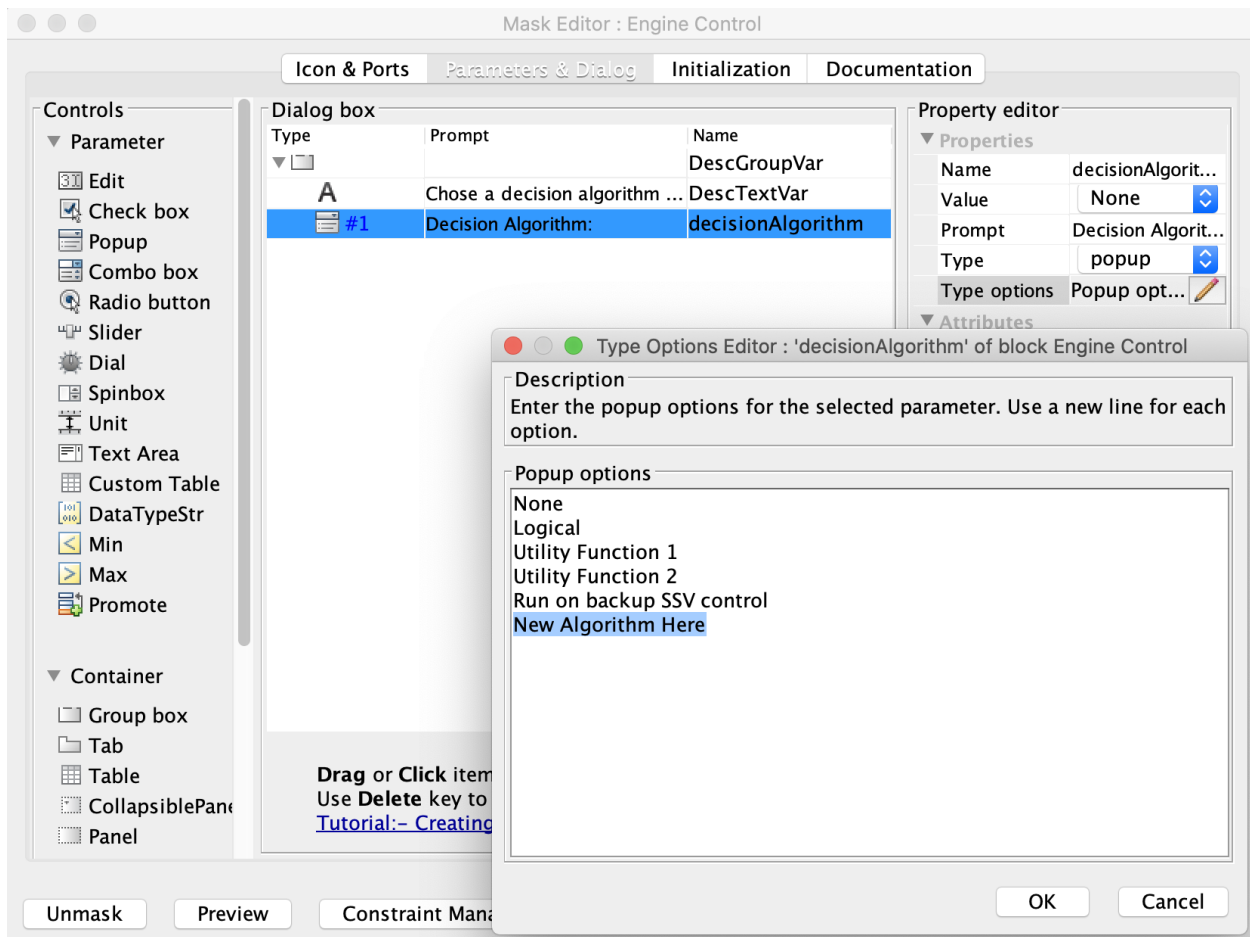 Mask Editor : Engine Control
Icon & Ports
Parameters & Dialog
Initialization
Documentation
Controls
Parameter
Edit
Check box
Popup
Combo box
Radio button
Slider
Dial
Spinbox
Unit
Text Area
Custom Table
DataTypeStr
Min
Max
Promote
Container
Group box
Tab
Table
CollapsiblePane
Panel
Dialog box
Type Prompt Name
DescGroupVar
A Chose a decision algorithm ... DescTextVar
#1 Decision Algorithm: decisionAlgorithm
Drag or Click item
Use Delete key to
Tutorial:- Creating
Property editor
Properties
Name decisionAlgorit...
Value None
Prompt Decision Algorit...
Type popup
Type options Popup opt...
Attributes
Type Options Editor : 'decisionAlgorithm' of block Engine Control
Description
Enter the popup options for the selected parameter. Use a new line for each
option.
Popup options
None
Logical
Utility Function 1
Utility Function 2
Run on backup SSV control
New Algorithm Here
OK
Cancel
Unmask
Preview
Constraint Mana